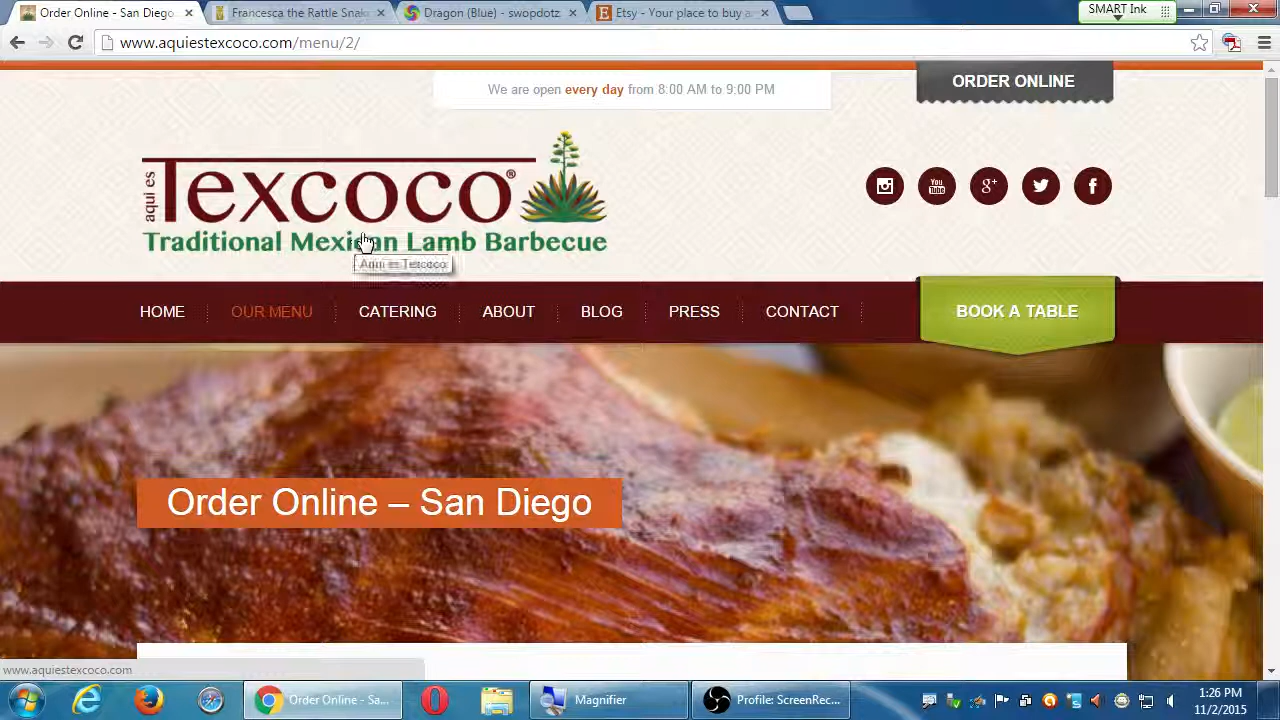 Order Online - San Diego
Francesca the Rattle Snak
Dragon (Blue) - swopdotz
Etsy - Your place to buy a
SMART Ink
www.aquiestexcoco.com/menu/2/
We are open every day from 8:00 AM to 9:00 PM
ORDER ONLINE
aquí es Texcoco®
Traditional Mexican Lamb Barbecue
Aqui es Texcoco
HOME
OUR MENU
CATERING
ABOUT
BLOG
PRESS
CONTACT
BOOK A TABLE
You Tube
g+
f
Order Online – San Diego
www.aquiestexcoco.com
Order Online - Sa...
Magnifier
Profile: ScreenRec...
1:26 PM
11/2/2015